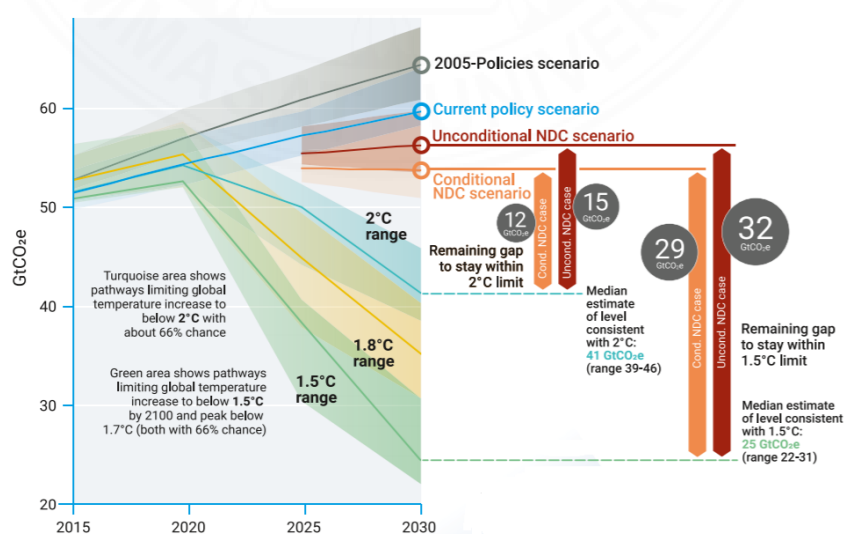 2005-Policies scenario
60
Current policy scenario
Unconditional NDC scenario
Conditional
NDC scenario
50
GtCO₂e
2°C
range
12
GtCO₂e
15
GtCO₂e
Cond. NDC case
Uncond. NDC case
29
GtCO₂e
32
GtCO₂e
Cond. NDC case
Uncond. NDC case
Remaining gap
to stay within
2°C limit
Turquoise area shows
pathways limiting global
temperature increase to
below 2°C with
about 66% chance
40
Median
estimate
of level
consistent
with 2°C:
41 GtCO₂e
(range 39-46)
Remaining gap
to stay within
1.5°C limit
1.8°C
range
Green area shows pathways
limiting global temperature
increase to below 1.5°C
by 2100 and peak below
1.7°C (both with 66% chance)
1.5°C
range
30
Median estimate
of level consistent
with 1.5°C:
25 GtCO₂e
(range 22-31)
20
2015
2020
2025
2030